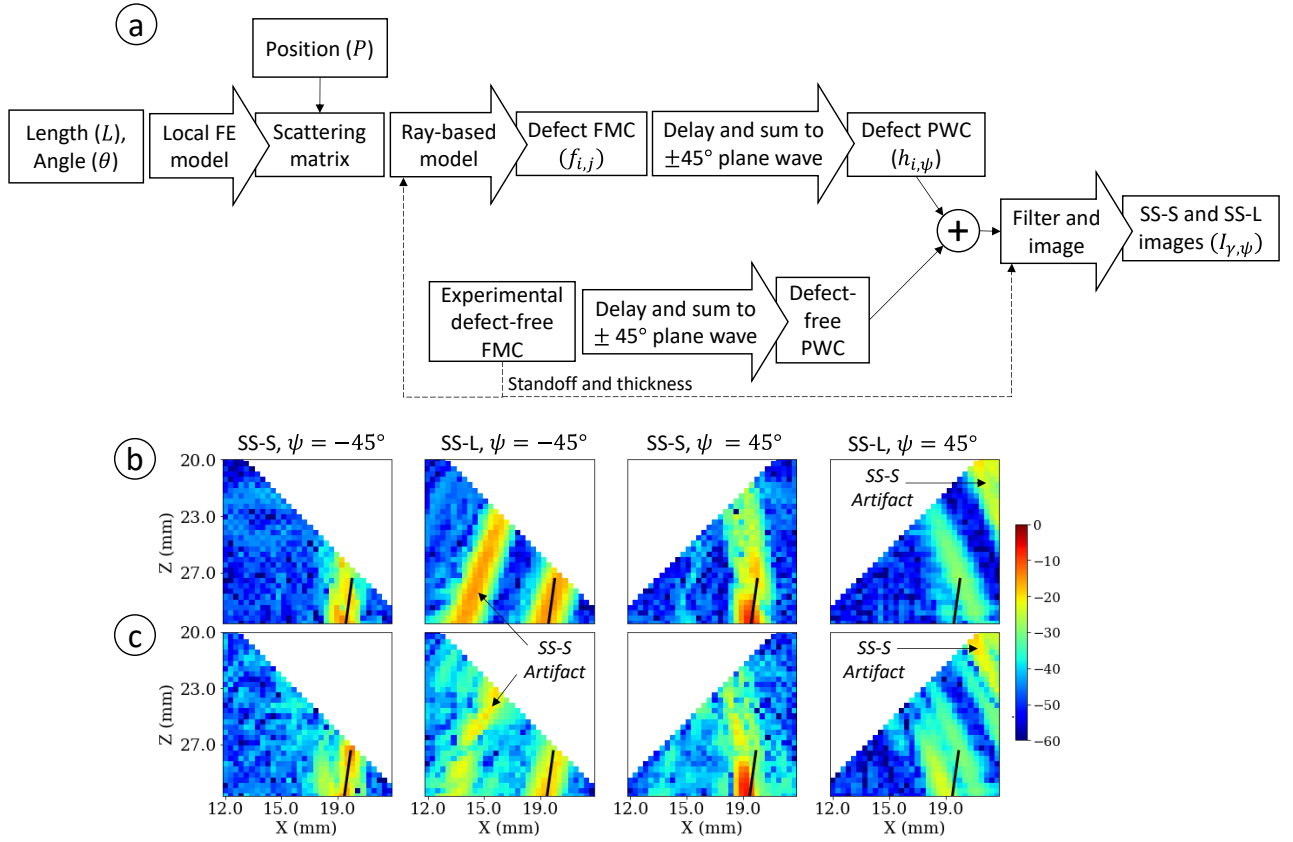 a
Position (P)
Length (L),
Angle (θ)
Local FE
model
Scattering
matrix
Ray-based
model
Defect FMC
(f_{i,j})
Delay and sum to
±45° plane wave
Defect PWC
(h_{i,ψ})
+
Filter and
image
SS-S and SS-L
images (I_{γ,ψ})
Experimental
defect-free
FMC
Delay and sum to
± 45° plane wave
Defect-
free
PWC
Standoff and thickness
b
SS-S, ψ = −45°
SS-L, ψ = −45°
SS-S, ψ = 45°
SS-L, ψ = 45°
20.0
23.0
27.0
Z (mm)
SS-S
Artifact
0
−10
−20
−30
−40
−50
−60
c
20.0
23.0
27.0
Z (mm)
SS-S
Artifact
SS-S
Artifact
12.0 15.0 19.0
X (mm)
12.0 15.0 19.0
X (mm)
12.0 15.0 19.0
X (mm)
12.0 15.0 19.0
X (mm)